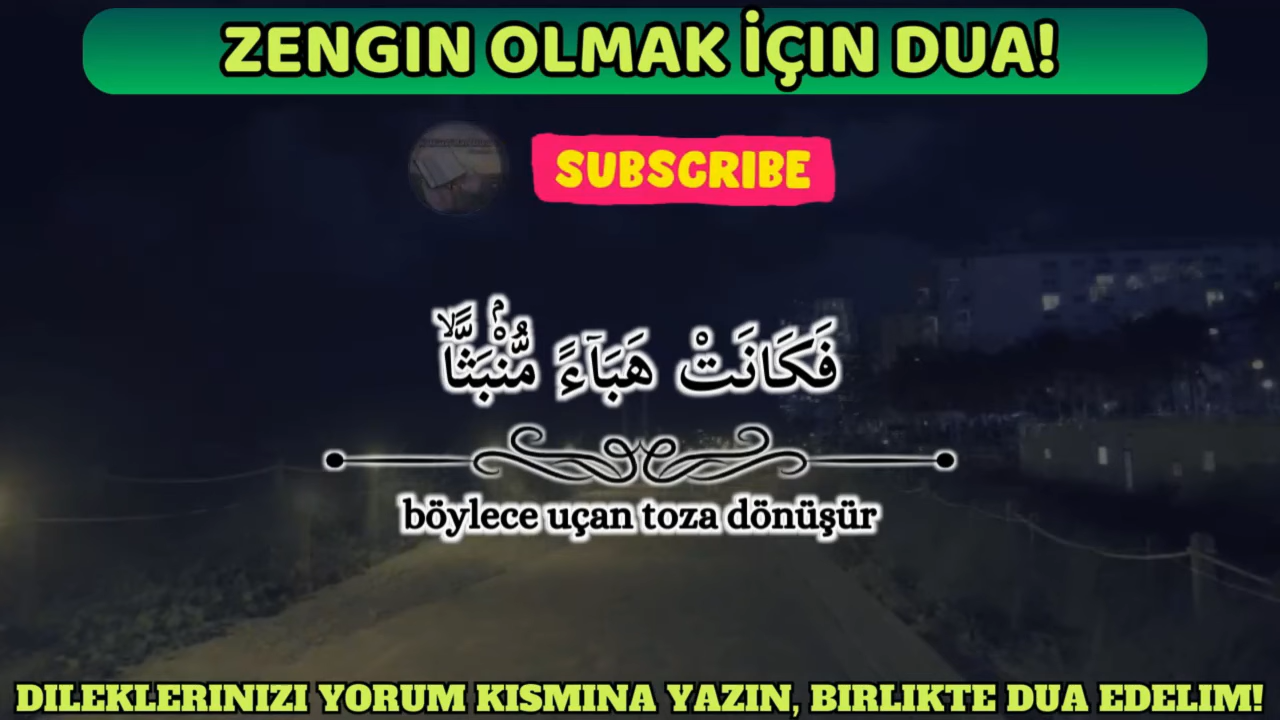 ZENGIN OLMAK İÇIN DUA!
SUBSCRIBE
فَكَانَتْ هَبَآءً مُّنْۢبَثًّاۙ
böylece uçan toza dönüşür
DILEKLERINIZI YORUM KISMINA YAZIN, BIRLIKTE DUA EDELIM!